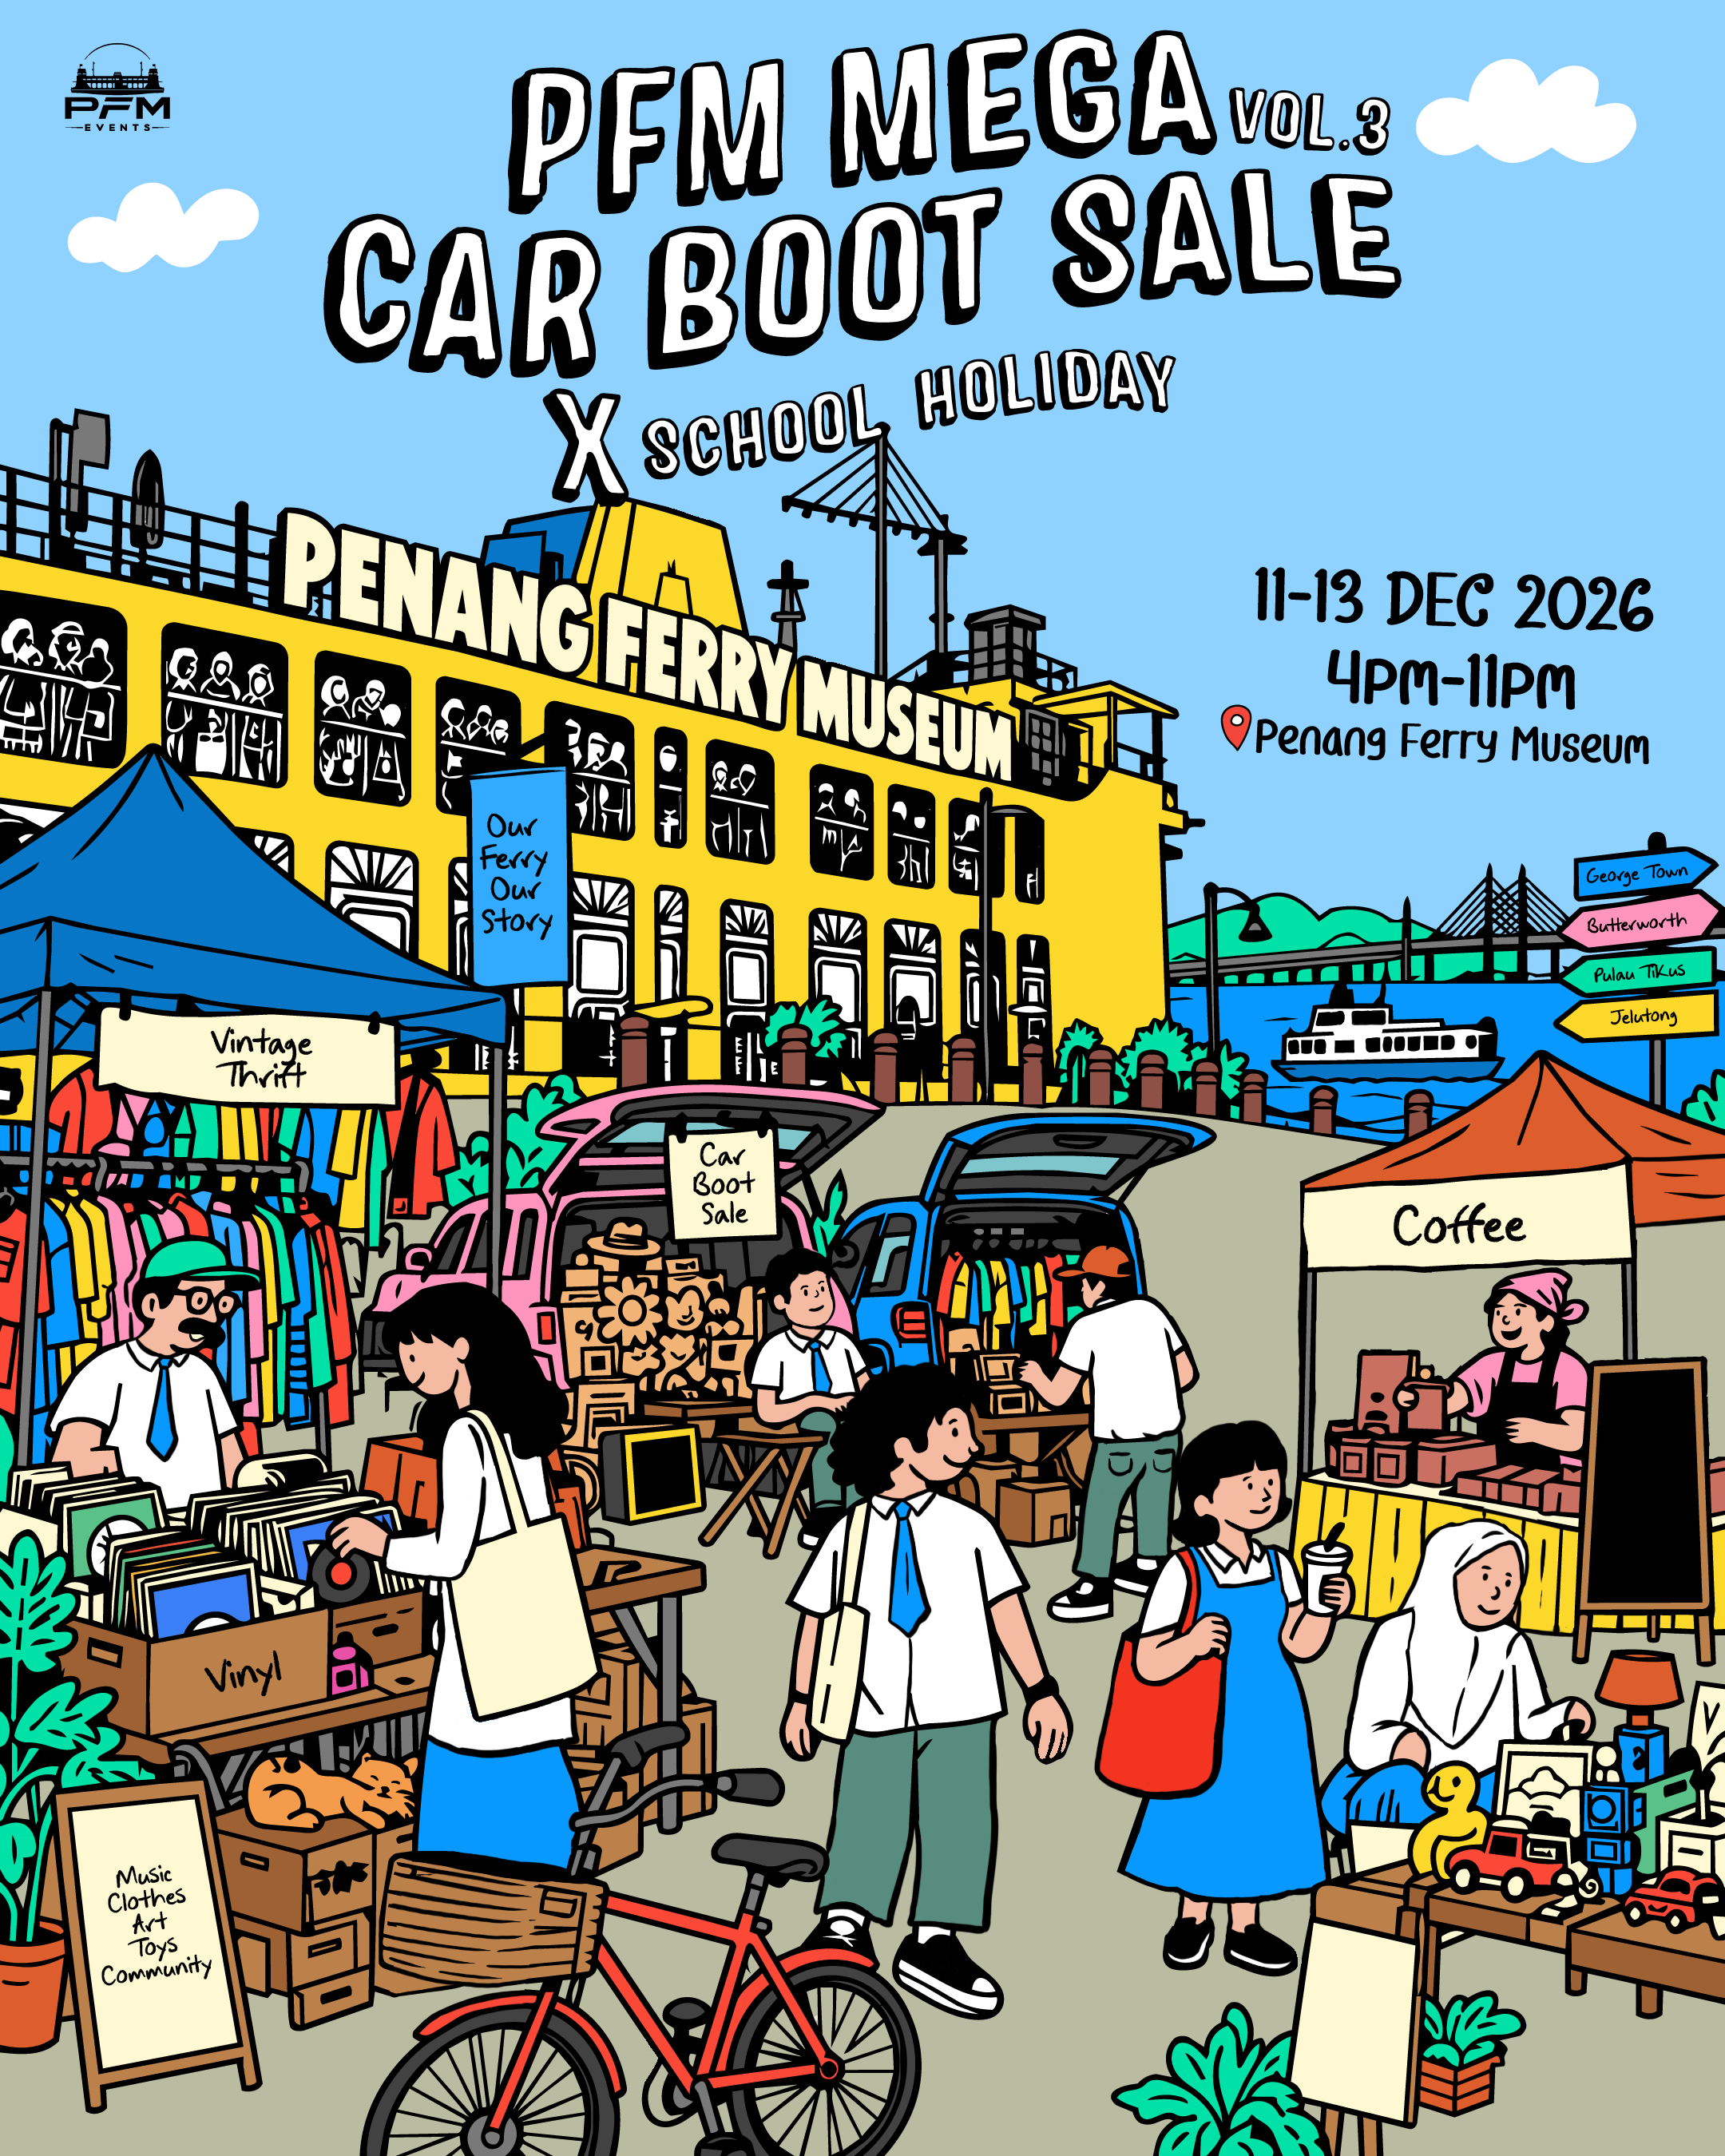 PFM
EVENTS
PFM MEGA VOL.3
CAR BOOT SALE
X SCHOOL HOLIDAY
PENANG FERRY MUSEUM
11-13 DEC 2026
4PM-11PM
Penang Ferry Museum
Our
Ferry
Our
Story
George Town
Butterworth
Pulau Tikus
Jelutong
Vintage
Thrift
Car
Boot
Sale
Coffee
Vinyl
Music
Clothes
Art
Toys
Community